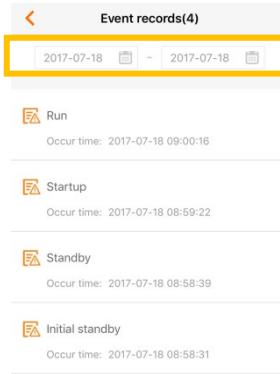 Event records(4)
2017-07-18 ~ 2017-07-18
Run
Occur time: 2017-07-18 09:00:16
Startup
Occur time: 2017-07-18 08:59:22
Standby
Occur time: 2017-07-18 08:58:39
Initial standby
Occur time: 2017-07-18 08:58:31